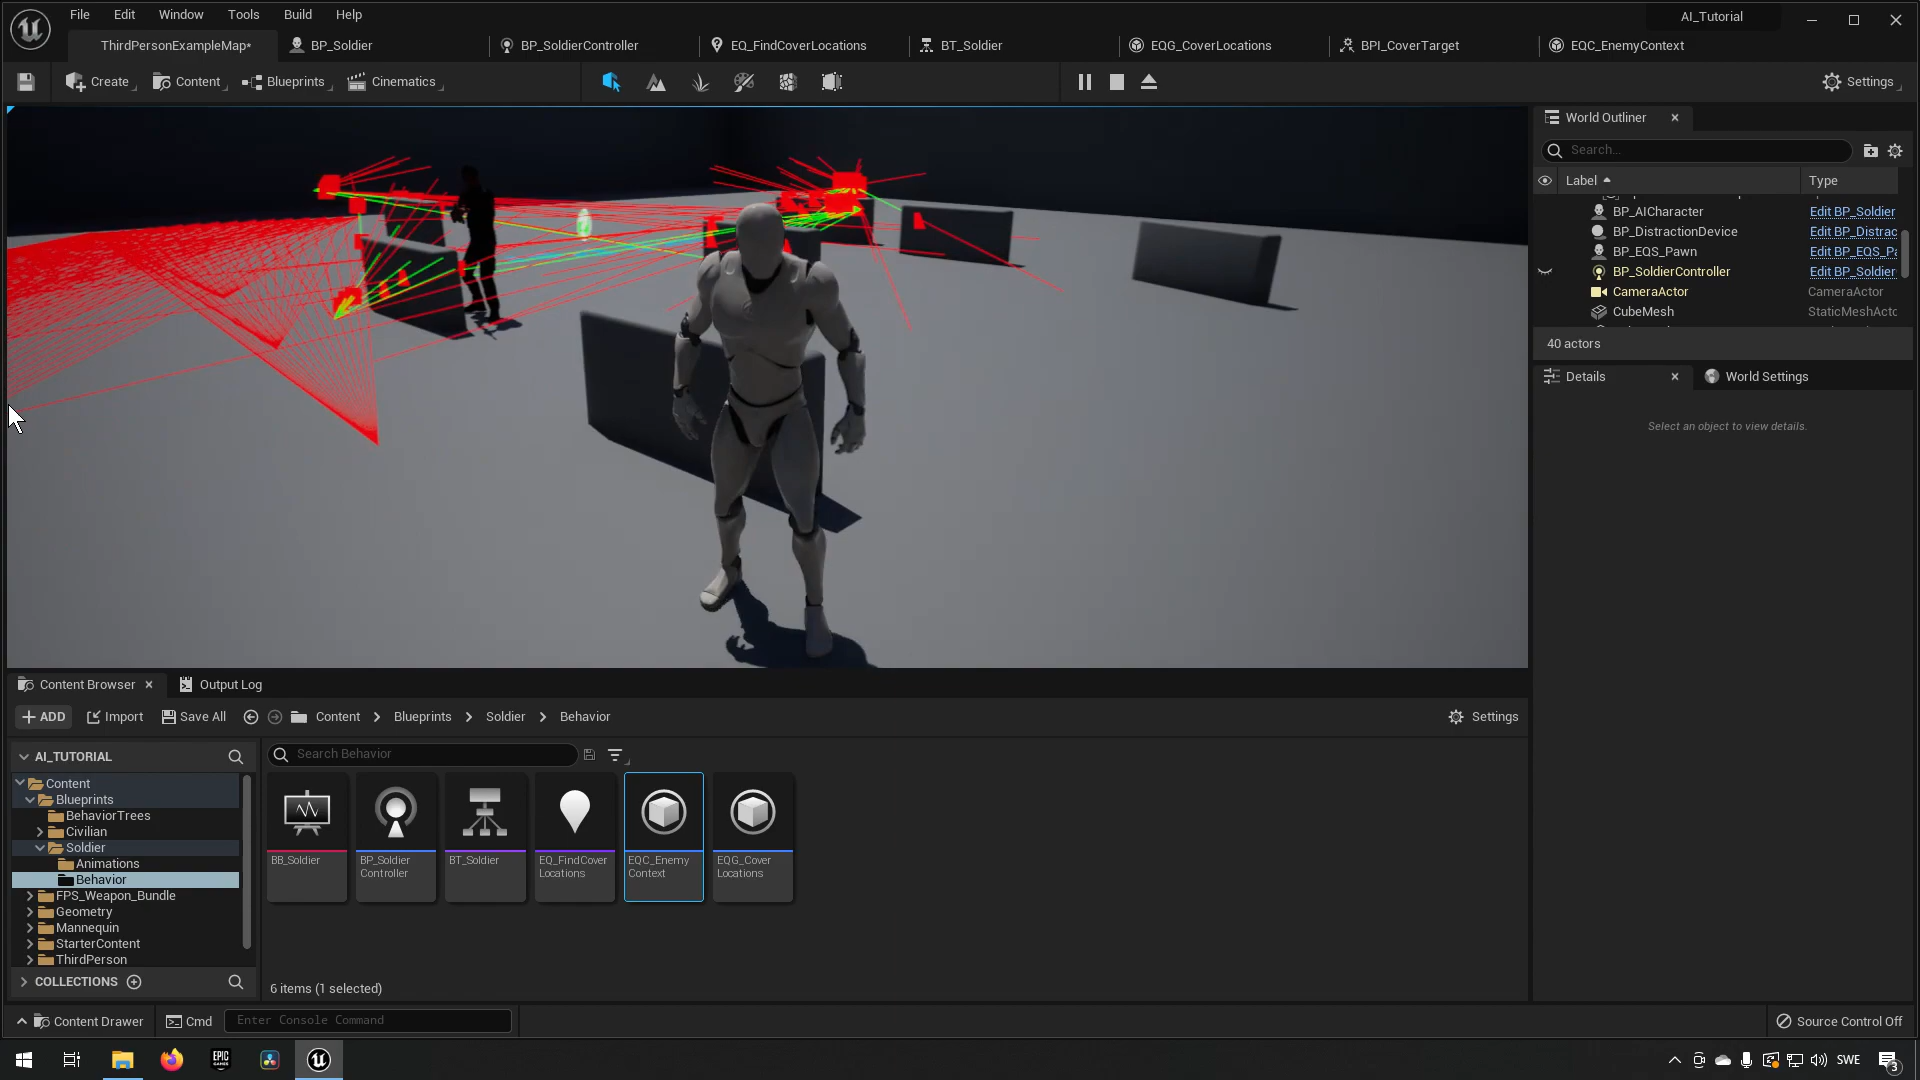 File Edit Window Tools Build Help
AI_Tutorial
ThirdPersonExampleMap*
BP_Soldier
BP_SoldierController
EQ_FindCoverLocations
BT_Soldier
EQG_CoverLocations
BPI_CoverTarget
EQC_EnemyContext
Create
Content
Blueprints
Cinematics
Settings
World Outliner
Search...
Label
Type
BP_AICharacter Edit BP_Soldier
BP_DistractionDevice Edit BP_Distrac
BP_EQS_Pawn Edit BP_EQS_Pa
BP_SoldierController Edit BP_Soldier
CameraActor CameraActor
CubeMesh StaticMeshActo
40 actors
Details
World Settings
Select an object to view details.
Content Browser
Output Log
ADD
Import
Save All
Content
Blueprints
Soldier
Behavior
Settings
AI_TUTORIAL
Search Behavior
Content
Blueprints
BehaviorTrees
Civilian
Soldier
Animations
Behavior
FPS_Weapon_Bundle
Geometry
Mannequin
StarterContent
ThirdPerson
COLLECTIONS
BB_Soldier
BP_Soldier
Controller
BT_Soldier
EQ_FindCover
Locations
EQC_Enemy
Context
EQG_Cover
Locations
6 items (1 selected)
Content Drawer
Cmd
Enter Console Command
Source Control Off
EPIC
GAMES
SWE
3